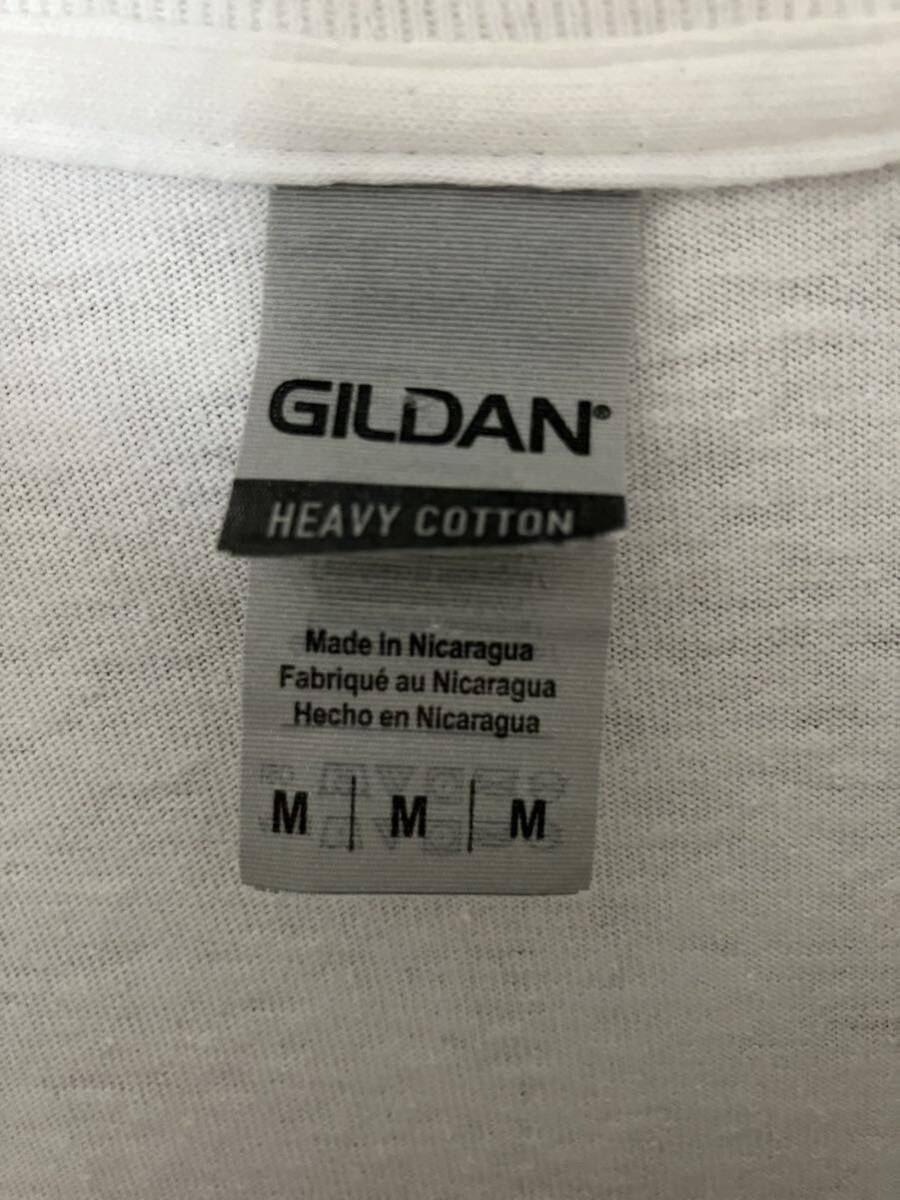 GILDAN®
HEAVY COTTON
Made in Nicaragua
Fabriqué au Nicaragua
Hecho en Nicaragua
M | M | M